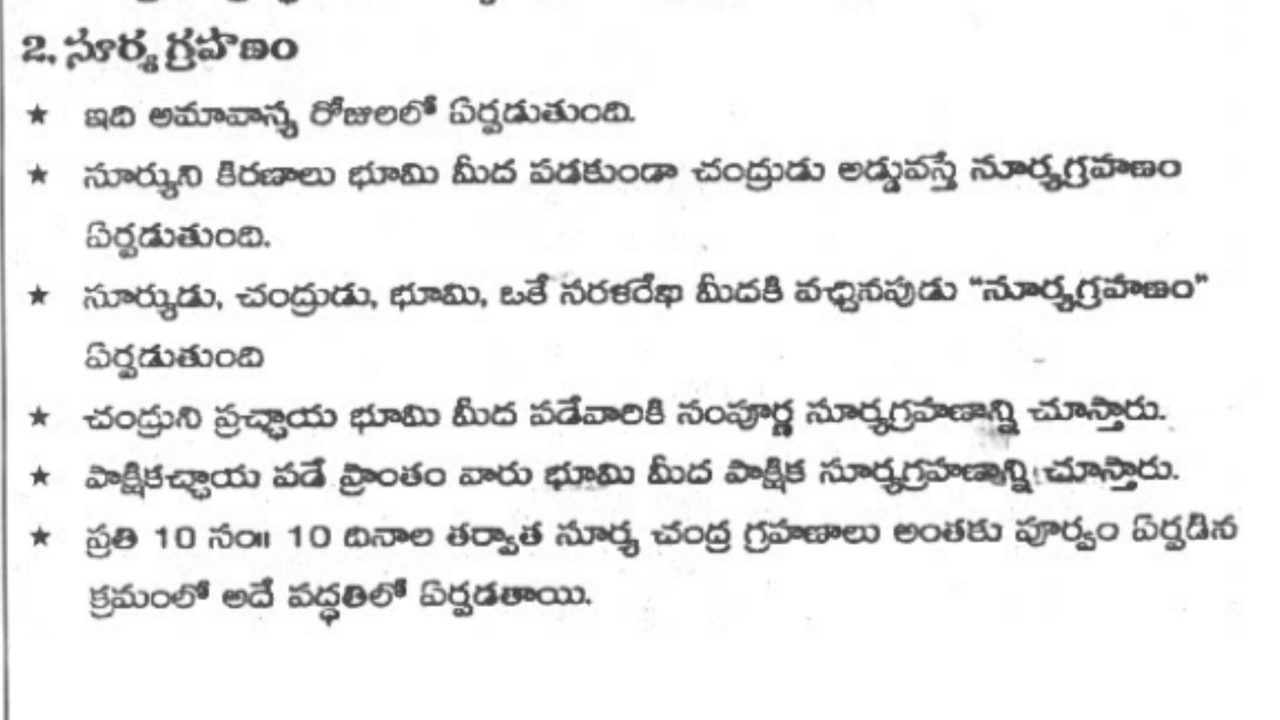 2. సూర్య గ్రహణం
★ ఇది అమావాస్య రోజులలో ఏర్పడుతుంది.
★ సూర్యుని కిరణాలు భూమి మీద పడకుండా చంద్రుడు అడ్డువస్తే సూర్యగ్రహణం
ఏర్పడుతుంది.
★ సూర్యుడు, చంద్రుడు, భూమి, ఒకే సరళరేఖ మీదకి వచ్చినపుడు “సూర్యగ్రహణం”
ఏర్పడుతుంది
★ చంద్రుని ప్రచ్ఛాయ భూమి మీద పడేవారికి సంపూర్ణ సూర్యగ్రహణాన్ని చూస్తారు.
★ పాక్షికచ్ఛాయ పడే ప్రాంతం వారు భూమి మీద పాక్షిక సూర్యగ్రహణాన్ని చూస్తారు.
★ ప్రతి 10 సం॥ 10 దినాల తర్వాత సూర్య చంద్ర గ్రహణాలు అంతకు పూర్వం ఏర్పడిన
క్రమంలో అదే పద్ధతిలో ఏర్పడతాయి.